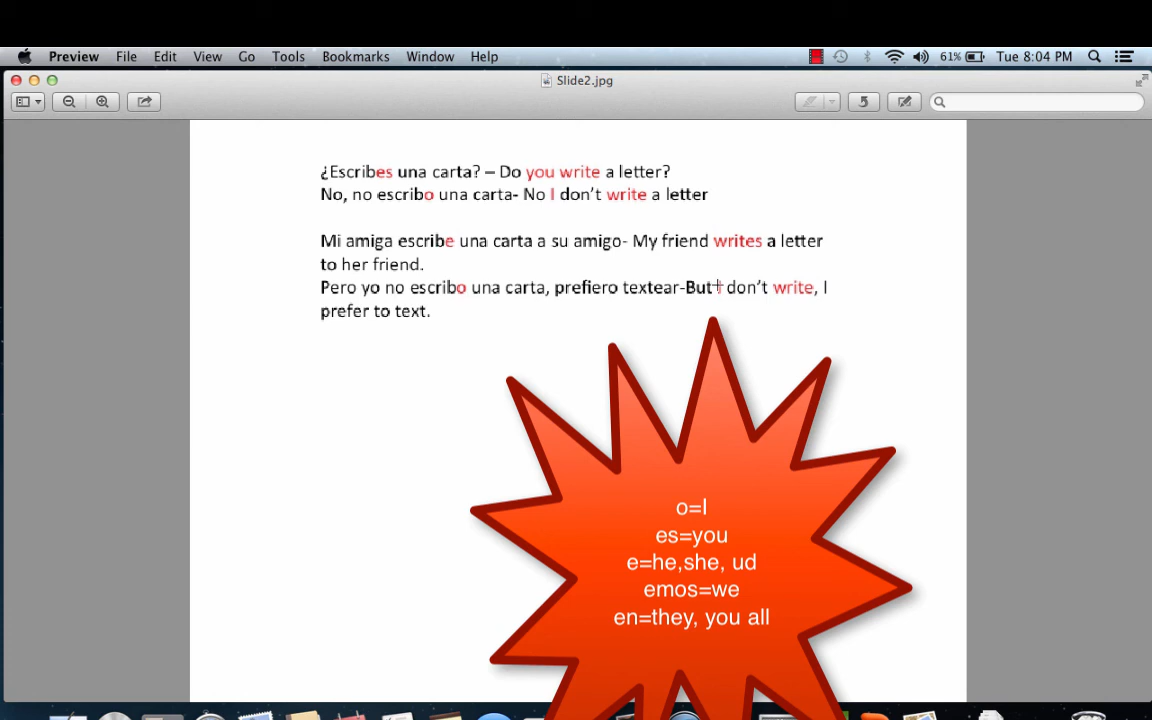 Preview File Edit View Go Tools Bookmarks Window Help 61% Tue 8:04 PM
Slide2.jpg
¿Escribes una carta? – Do you write a letter?
No, no escribo una carta- No I don't write a letter
Mi amiga escribe una carta a su amigo- My friend writes a letter
to her friend.
Pero yo no escribo una carta, prefiero textear-But I don't write, I
prefer to text.
o=I
es=you
e=he,she, ud
emos=we
en=they, you all